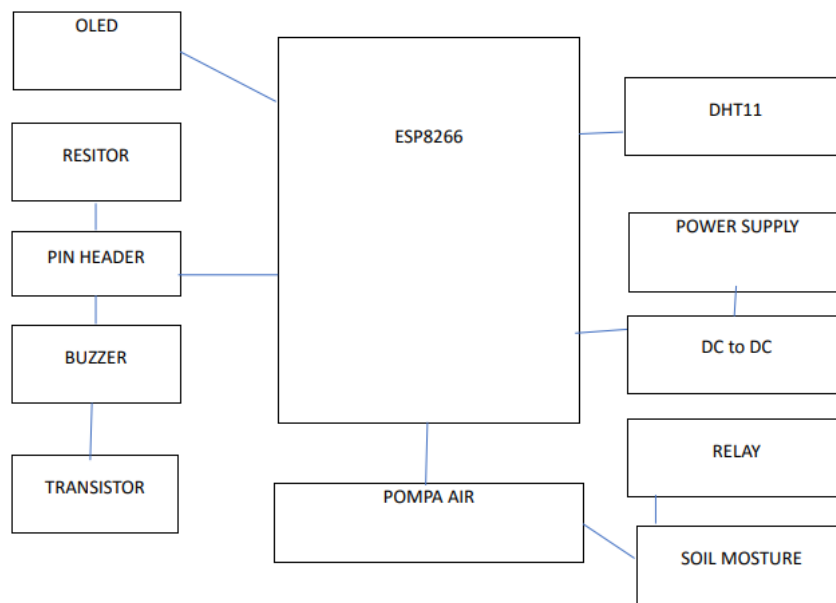 OLED
ESP8266
DHT11
RESITOR
POWER SUPPLY
PIN HEADER
BUZZER
DC to DC
RELAY
TRANSISTOR
POMPA AIR
SOIL MOSTURE